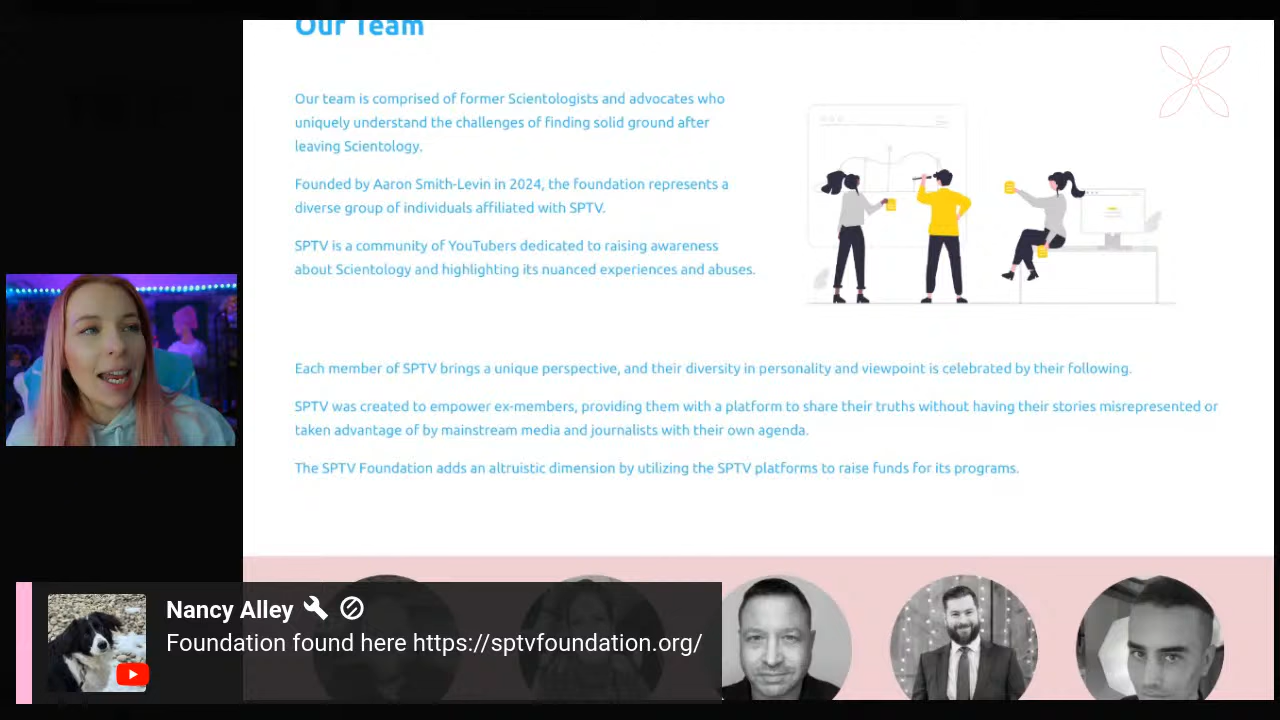 Our Team
Our team is comprised of former Scientologists and advocates who
uniquely understand the challenges of finding solid ground after
leaving Scientology.
Founded by Aaron Smith-Levin in 2024, the foundation represents a
diverse group of individuals affiliated with SPTV.
SPTV is a community of YouTubers dedicated to raising awareness
about Scientology and highlighting its nuanced experiences and abuses.
Each member of SPTV brings a unique perspective, and their diversity in personality and viewpoint is celebrated by their following.
SPTV was created to empower ex-members, providing them with a platform to share their truths without having their stories misrepresented or
taken advantage of by mainstream media and journalists with their own agenda.
The SPTV Foundation adds an altruistic dimension by utilizing the SPTV platforms to raise funds for its programs.
Nancy Alley
Foundation found here https://sptvfoundation.org/